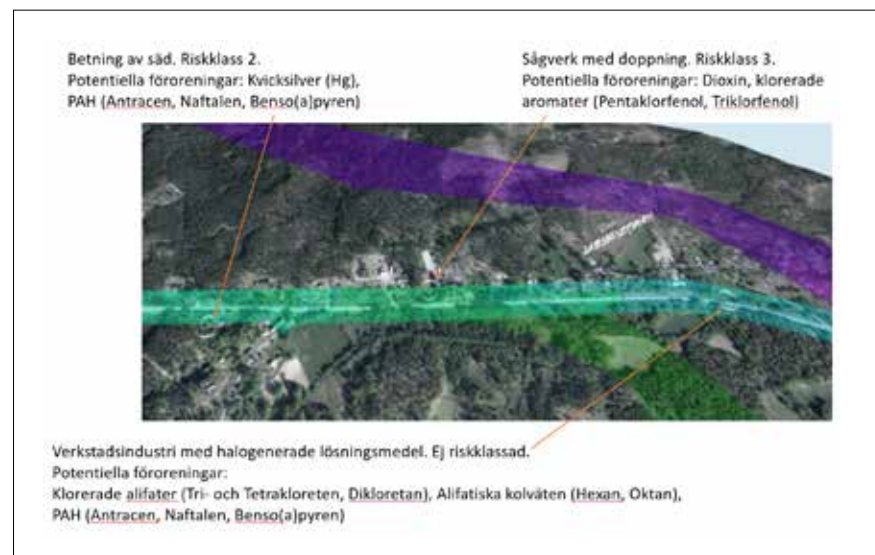 Betning av säd. Riskklass 2.
Potentiella föroreningar: Kvicksilver (Hg),
PAH (Antracen, Naftalen, Benso(a)pyren)
Sågverk med doppning. Riskklass 3.
Potentiella föroreningar: Dioxin, klorerade
aromater (Pentaklorfenol, Triklorfenol)
Verkstadsindustri med halogenerade lösningsmedel. Ej riskklassad.
Potentiella föroreningar:
Klorerade alifater (Tri- och Tetrakloreten, Dikloretan), Alifatiska kolväten (Hexan, Oktan),
PAH (Antracen, Naftalen, Benso(a)pyren)